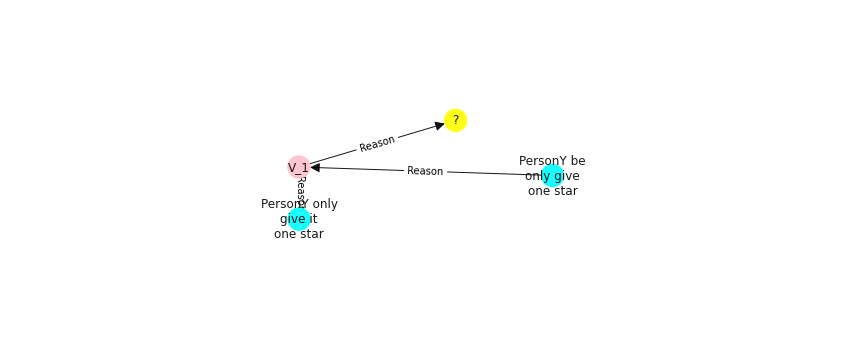 ?
Reason
V_1
Reason
PersonY be
only give
one star
Reason
PersonY only
give it
one star